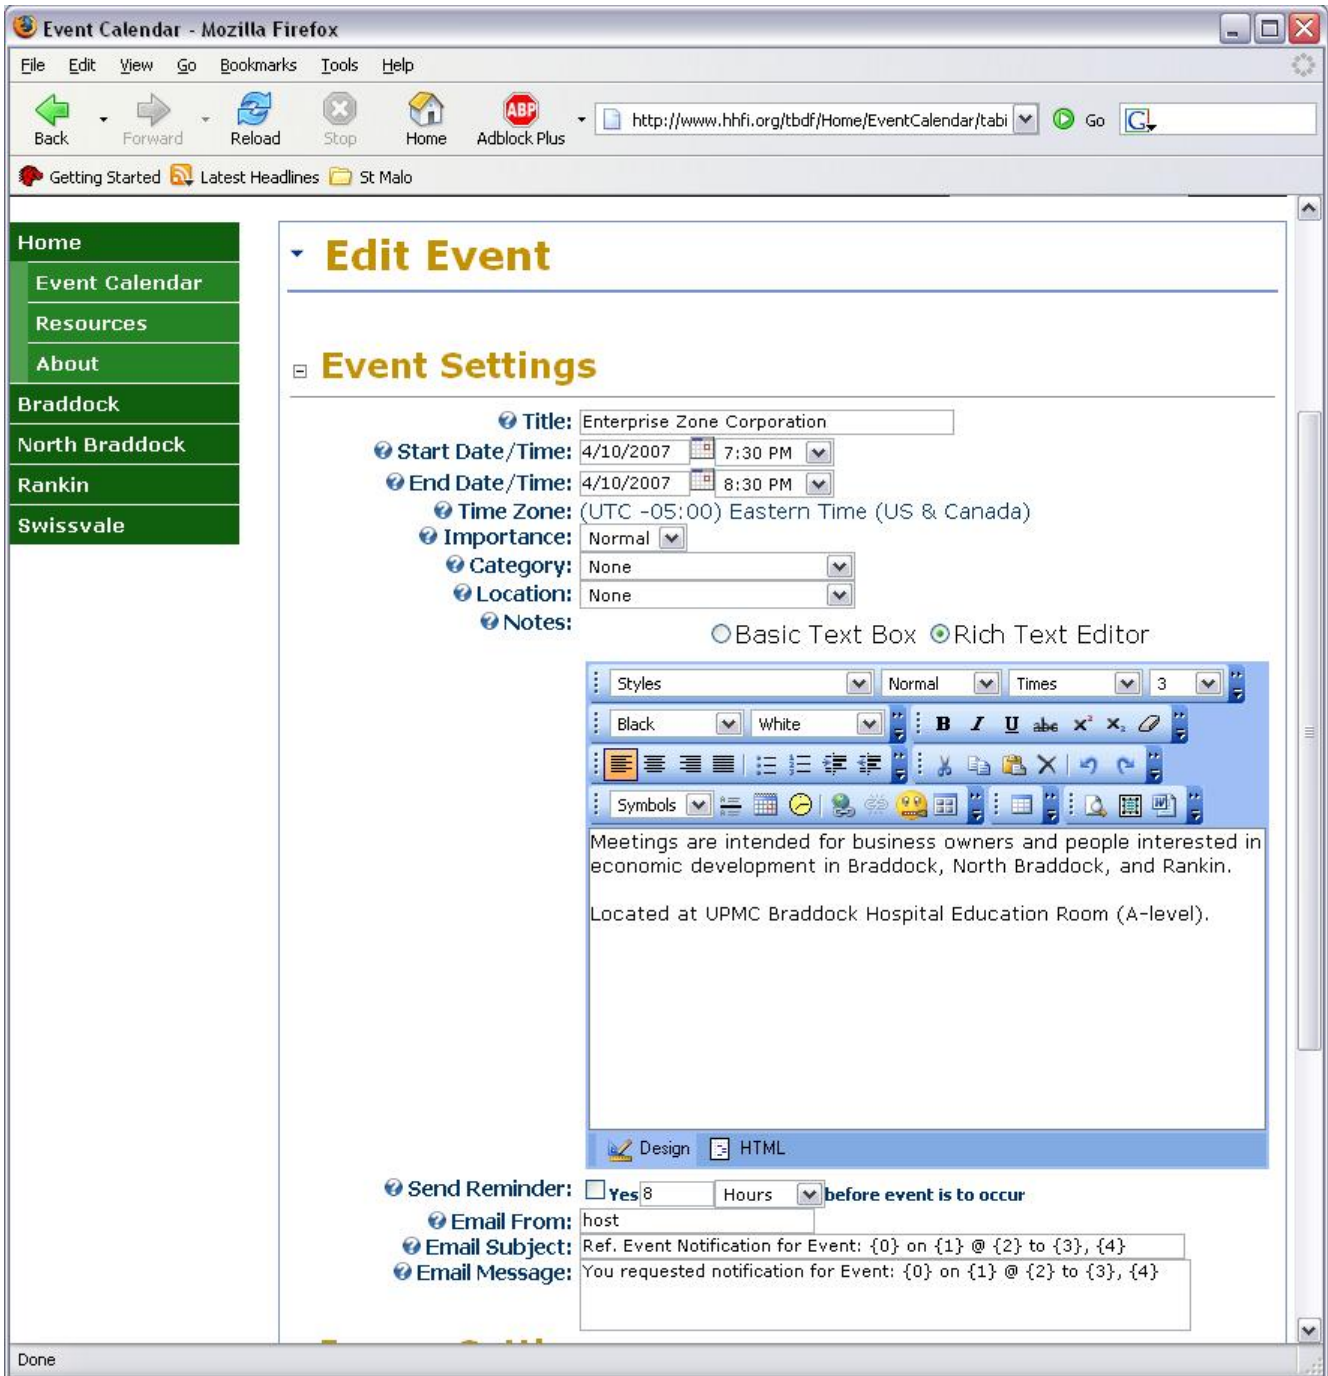 Event Calendar - Mozilla Firefox
File Edit View Go Bookmarks Tools Help
Back Forward Reload Stop Home Adblock Plus http://www.hhfi.org/tbdf/Home/EventCalendar/tabi Go
ABP
G
Getting Started Latest Headlines St Malo
Home
Event Calendar
Resources
About
Braddock
North Braddock
Rankin
Swissvale
Edit Event
Event Settings
Title: Enterprise Zone Corporation
Start Date/Time: 4/10/2007 7:30 PM
End Date/Time: 4/10/2007 8:30 PM
Time Zone: (UTC -05:00) Eastern Time (US & Canada)
Importance: Normal
Category: None
Location: None
Notes: Basic Text Box Rich Text Editor
Styles Normal Times 3
Black White B I U abc x² x₂
Symbols
Meetings are intended for business owners and people interested in
economic development in Braddock, North Braddock, and Rankin.
Located at UPMC Braddock Hospital Education Room (A-level).
Design HTML
Send Reminder: Yes 8 Hours before event is to occur
Email From: host
Email Subject: Ref. Event Notification for Event: {0} on {1} @ {2} to {3}, {4}
Email Message: You requested notification for Event: {0} on {1} @ {2} to {3}, {4}
Done